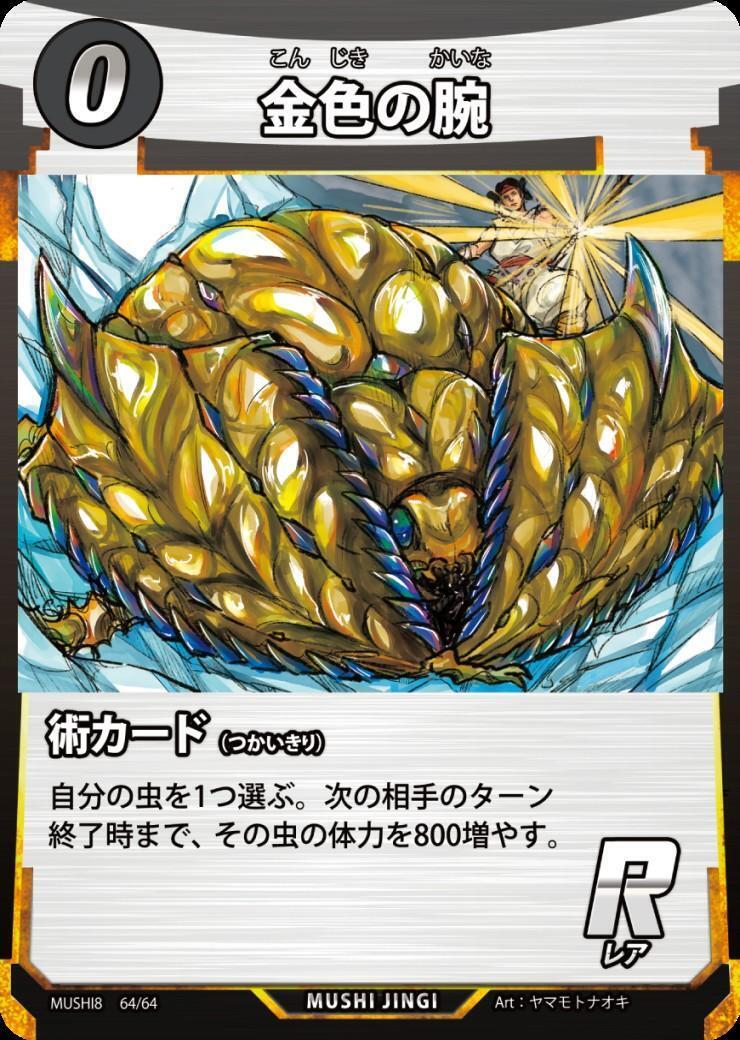 0
こんじき かいな
金色の腕
術カード (つかいきり)
自分の虫を1つ選ぶ。次の相手のターン
終了時まで、その虫の体力を800増やす。
R
レア
MUSHI8 64/64
MUSHI JINGI
Art：ヤマモトナオキ